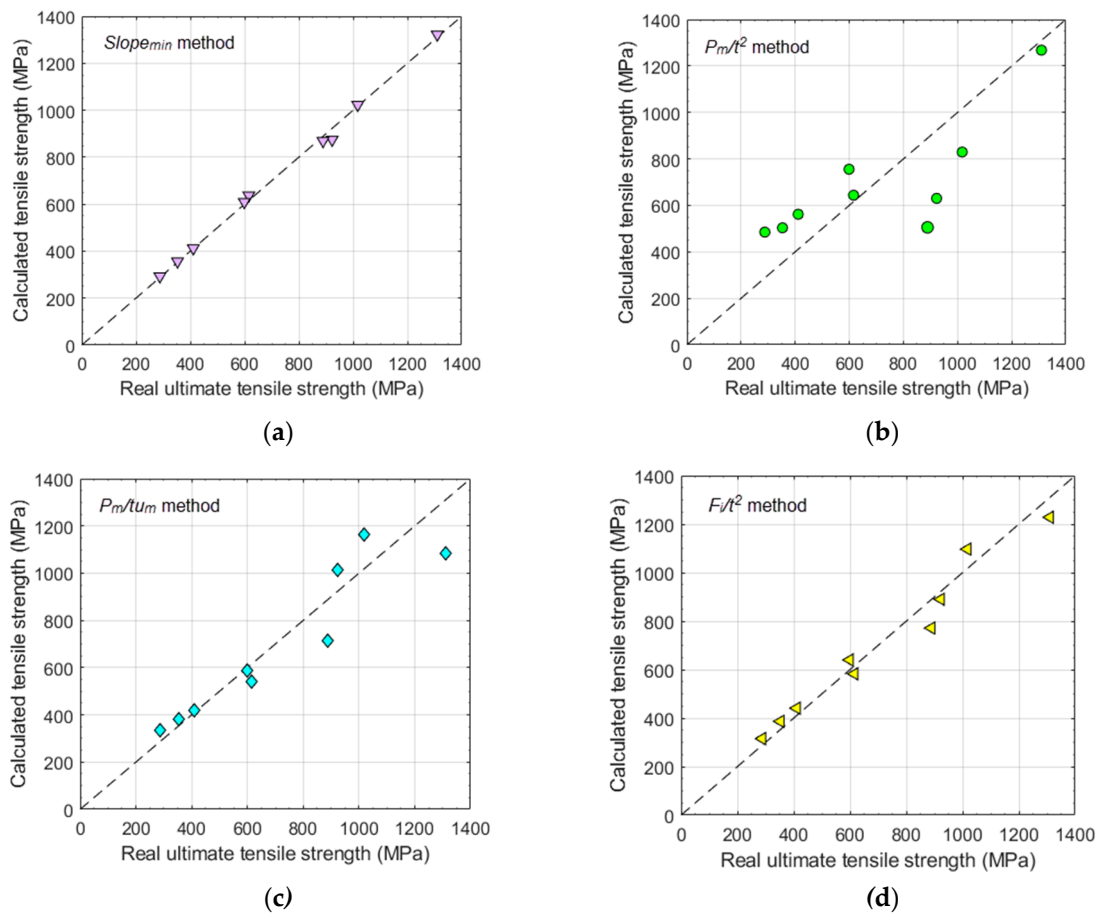 Slopemin method
Calculated tensile strength (MPa)
1400
1200
1000
800
600
400
200
0
0 200 400 600 800 1000 1200 1400
Real ultimate tensile strength (MPa)
(a)
Pm/t² method
Calculated tensile strength (MPa)
1400
1200
1000
800
600
400
200
0
0 200 400 600 800 1000 1200 1400
Real ultimate tensile strength (MPa)
(b)
Pm/tum method
Calculated tensile strength (MPa)
1400
1200
1000
800
600
400
200
0
0 200 400 600 800 1000 1200 1400
Real ultimate tensile strength (MPa)
(c)
Fi/t² method
Calculated tensile strength (MPa)
1400
1200
1000
800
600
400
200
0
0 200 400 600 800 1000 1200 1400
Real ultimate tensile strength (MPa)
(d)